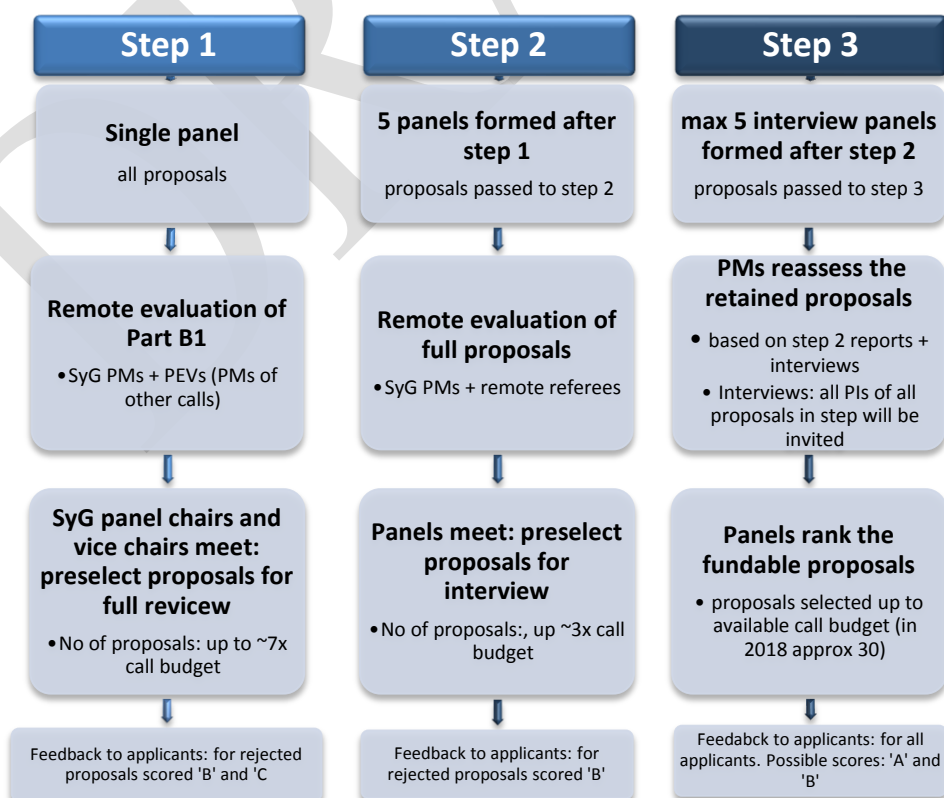 Step 1
Single panel
all proposals
Remote evaluation of
Part B1
•SyG PMs + PEVs (PMs of
other calls)
SyG panel chairs and
vice chairs meet:
preselect proposals for
full revicew
•No of proposals: up to ~7x
call budget
Feedback to applicants: for rejected
proposals scored 'B' and 'C
Step 2
5 panels formed after
step 1
proposals passed to step 2
Remote evaluation of
full proposals
•SyG PMs + remote referees
Panels meet: preselect
proposals for
interview
•No of proposals:, up ~3x call
budget
Feedback to applicants: for
rejected proposals scored 'B'
Step 3
max 5 interview panels
formed after step 2
proposals passed to step 3
PMs reassess the
retained proposals
• based on step 2 reports +
interviews
• Interviews: all PIs of all
proposals in step will be
invited
Panels rank the
fundable proposals
• proposals selected up to
available call budget (in
2018 approx 30)
Feedabck to applicants: for all
applicants. Possible scores: 'A' and
'B'